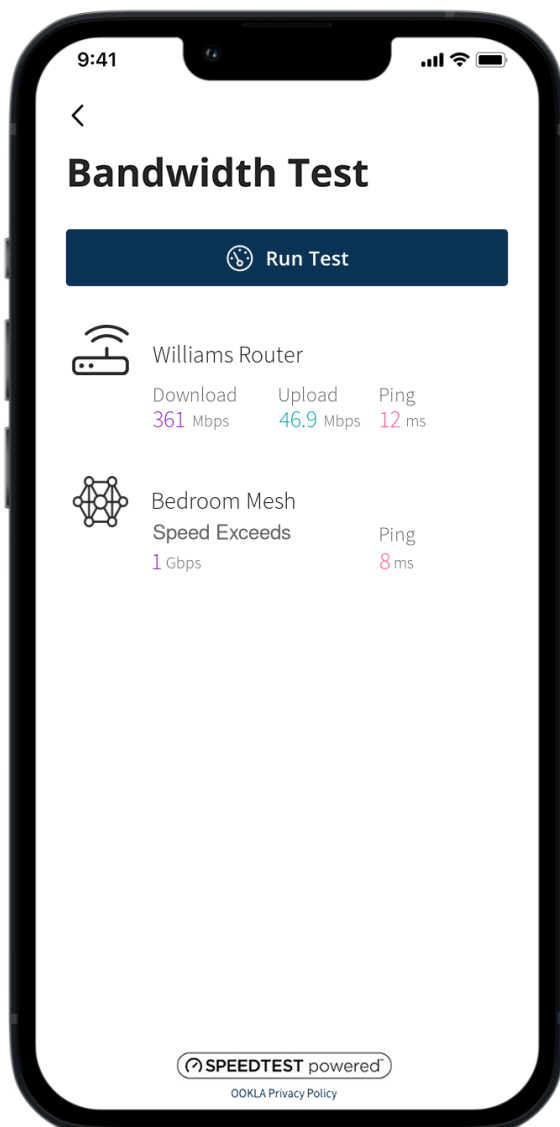 9:41
Bandwidth Test
Run Test
Williams Router
Download Upload Ping
361 Mbps 46.9 Mbps 12 ms
Bedroom Mesh
Speed Exceeds Ping
1 Gbps 8 ms
SPEEDTEST powered™
OOKLA Privacy Policy